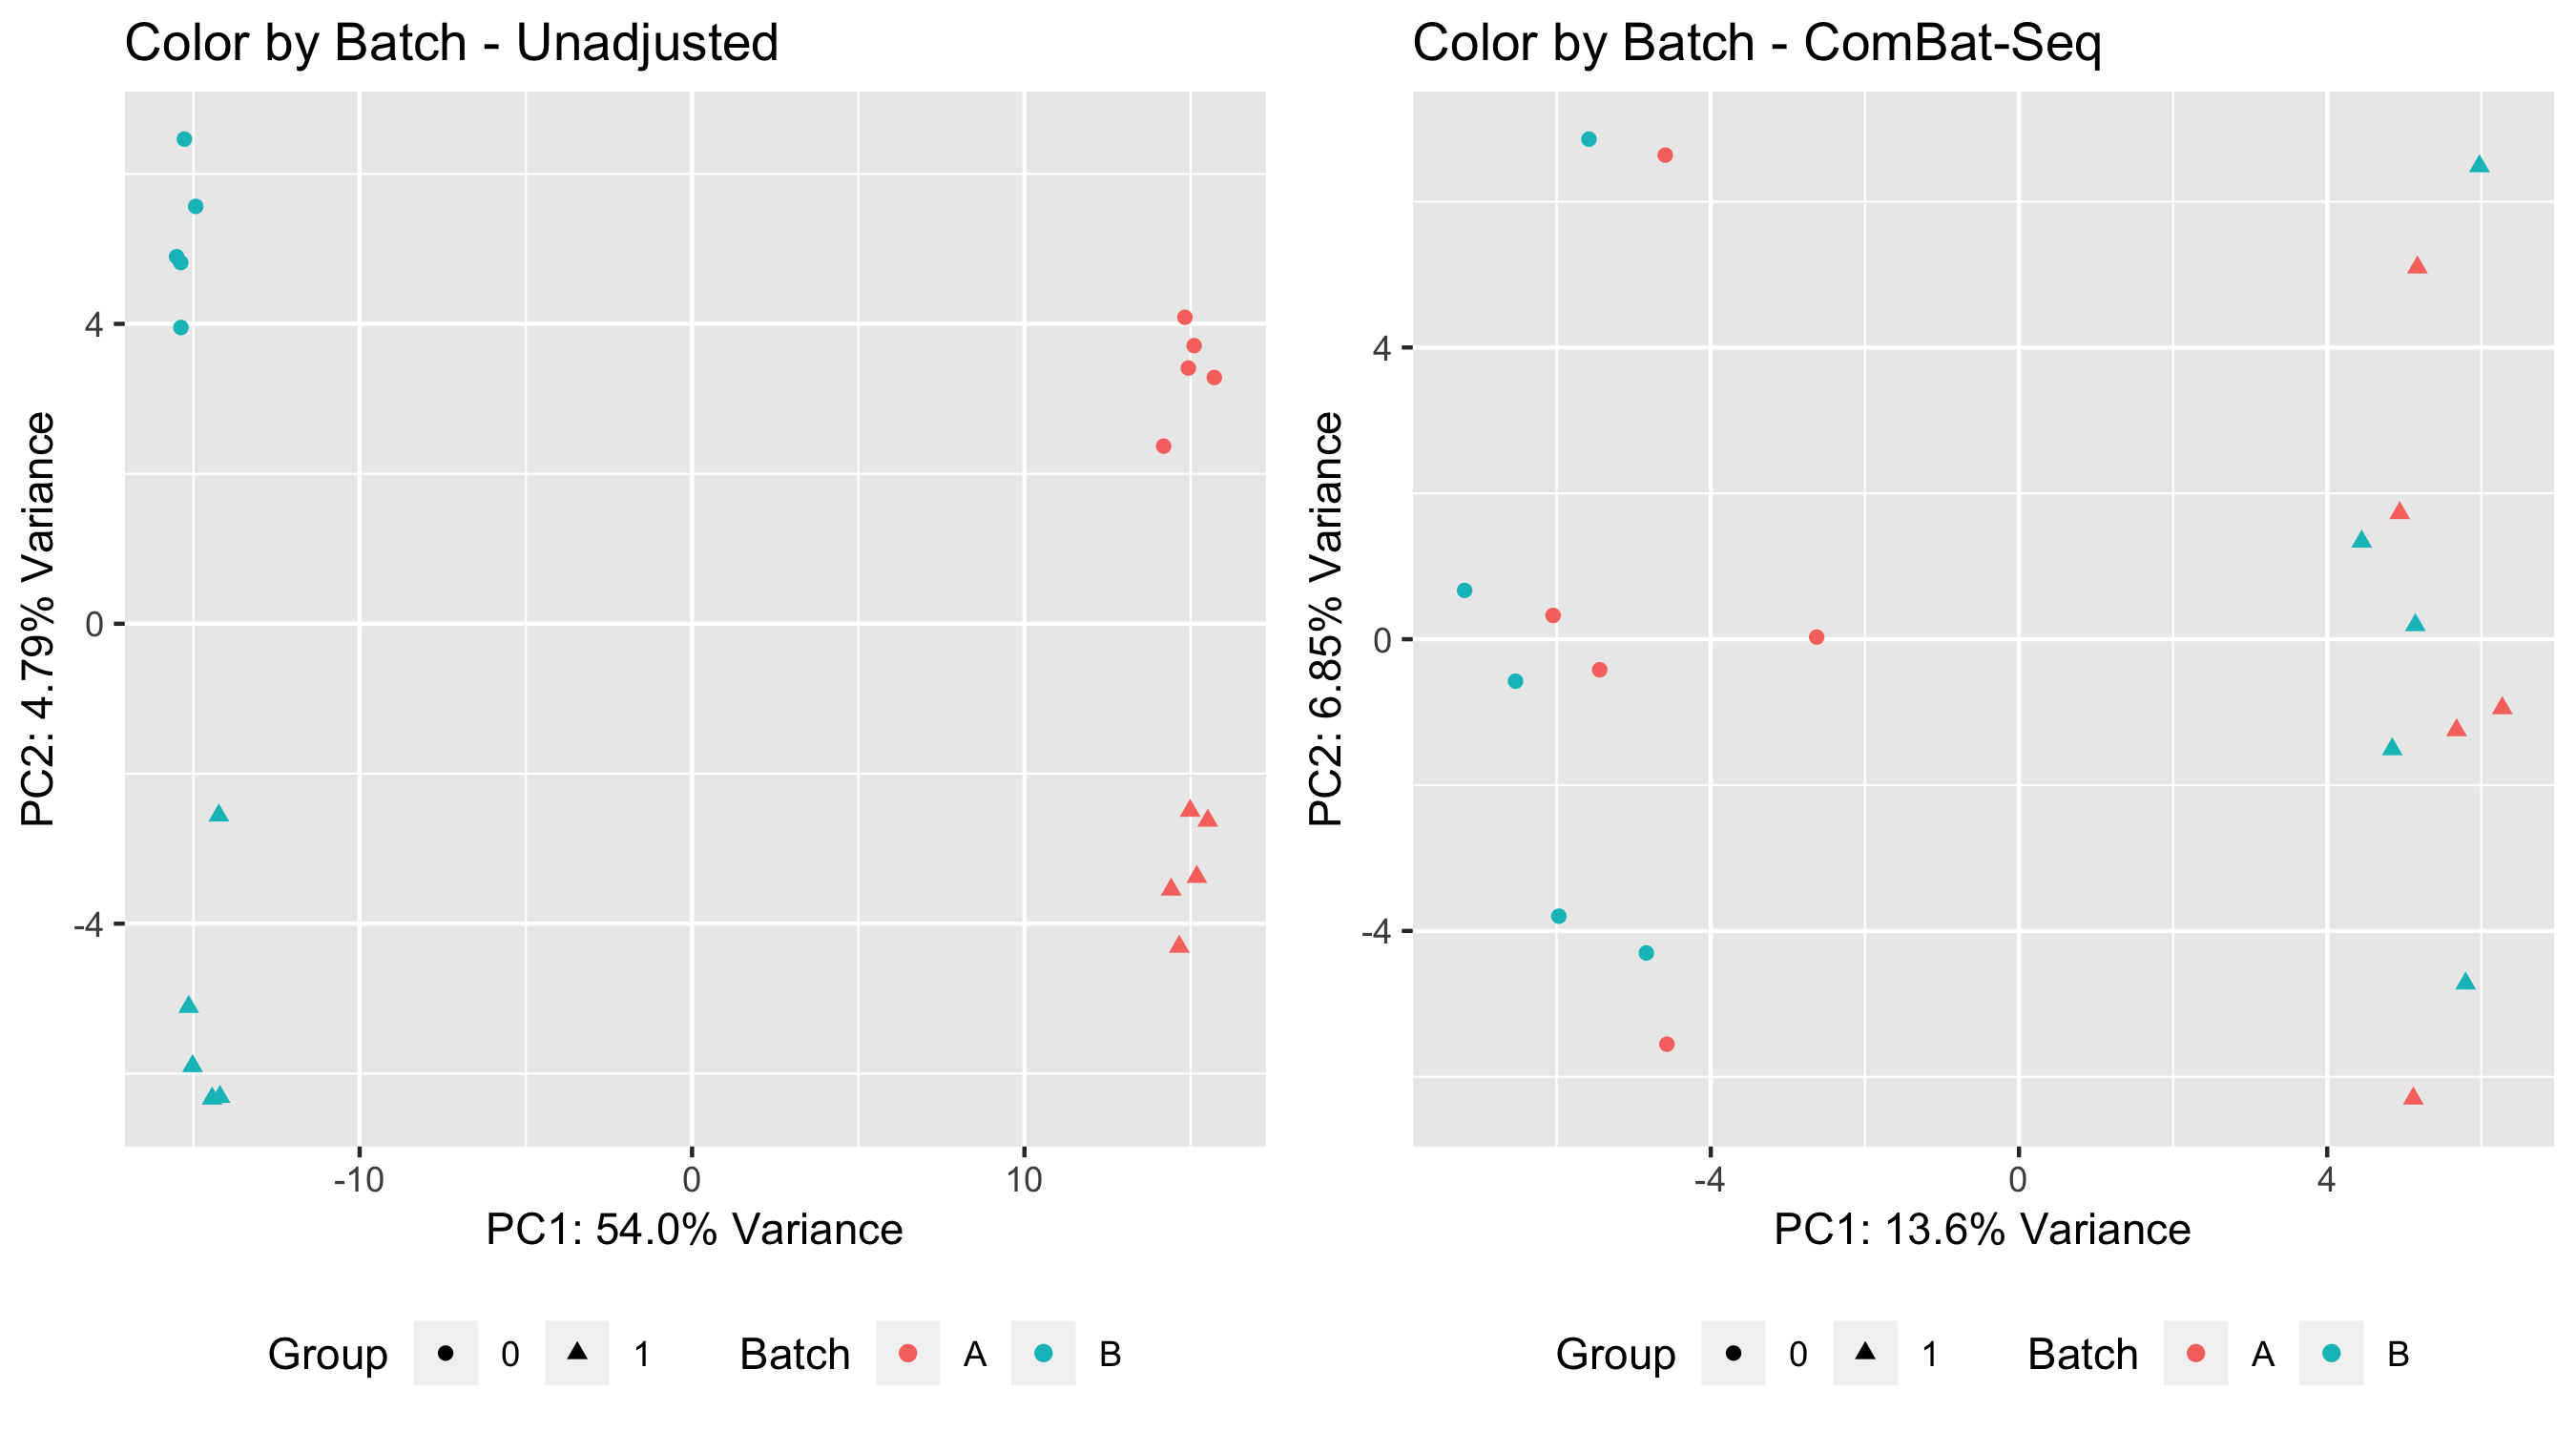 Color by Batch - Unadjusted
PC2: 4.79% Variance
4
0
-4
-10 0 10
PC1: 54.0% Variance
Group 0 1 Batch A B
Color by Batch - ComBat-Seq
PC2: 6.85% Variance
4
0
-4
-4 0 4
PC1: 13.6% Variance
Group 0 1 Batch A B